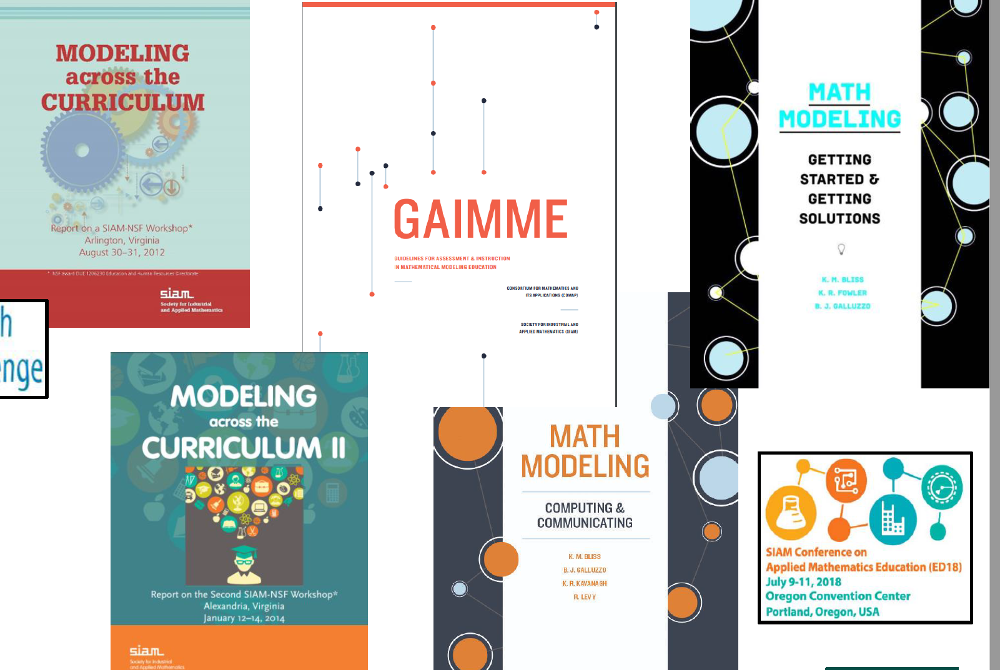 MODELING
across the
CURRICULUM
Report on a SIAM-NSF Workshop*
Arlington, Virginia
August 30–31, 2012
* NSF award DUE 1206230 Education and Human Resources Directorate
siam
Society for Industrial
and Applied Mathematics
GAIMME
GUIDELINES FOR ASSESSMENT & INSTRUCTION
IN MATHEMATICAL MODELING EDUCATION
CONSORTIUM FOR MATHEMATICS AND
ITS APPLICATIONS (COMAP)
SOCIETY FOR INDUSTRIAL AND
APPLIED MATHEMATICS (SIAM)
MATH
MODELING
GETTING
STARTED &
GETTING
SOLUTIONS
K. M. BLISS
K. R. FOWLER
B. J. GALLUZZO
h
enge
MODELING
across the
CURRICULUM II
Report on the Second SIAM-NSF Workshop*
Alexandria, Virginia
January 12–14, 2014
siam
Society for Industrial
and Applied Mathematics
MATH
MODELING
COMPUTING &
COMMUNICATING
K. M. BLISS
B. J. GALLUZZO
K. R. KAVANAGH
R. LEVY
SIAM Conference on
Applied Mathematics Education (ED18)
July 9-11, 2018
Oregon Convention Center
Portland, Oregon, USA